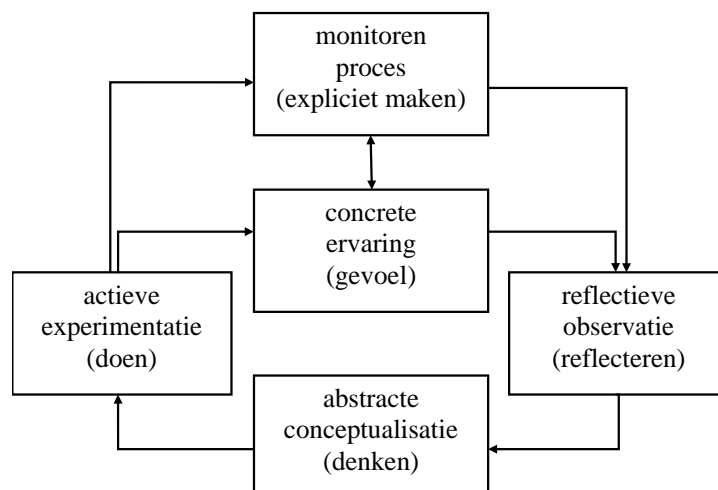 monitoren
proces
(expliciet maken)
concrete
ervaring
(gevoel)
actieve
experimentatie
(doen)
reflectieve
observatie
(reflecteren)
abstracte
conceptualisatie
(denken)